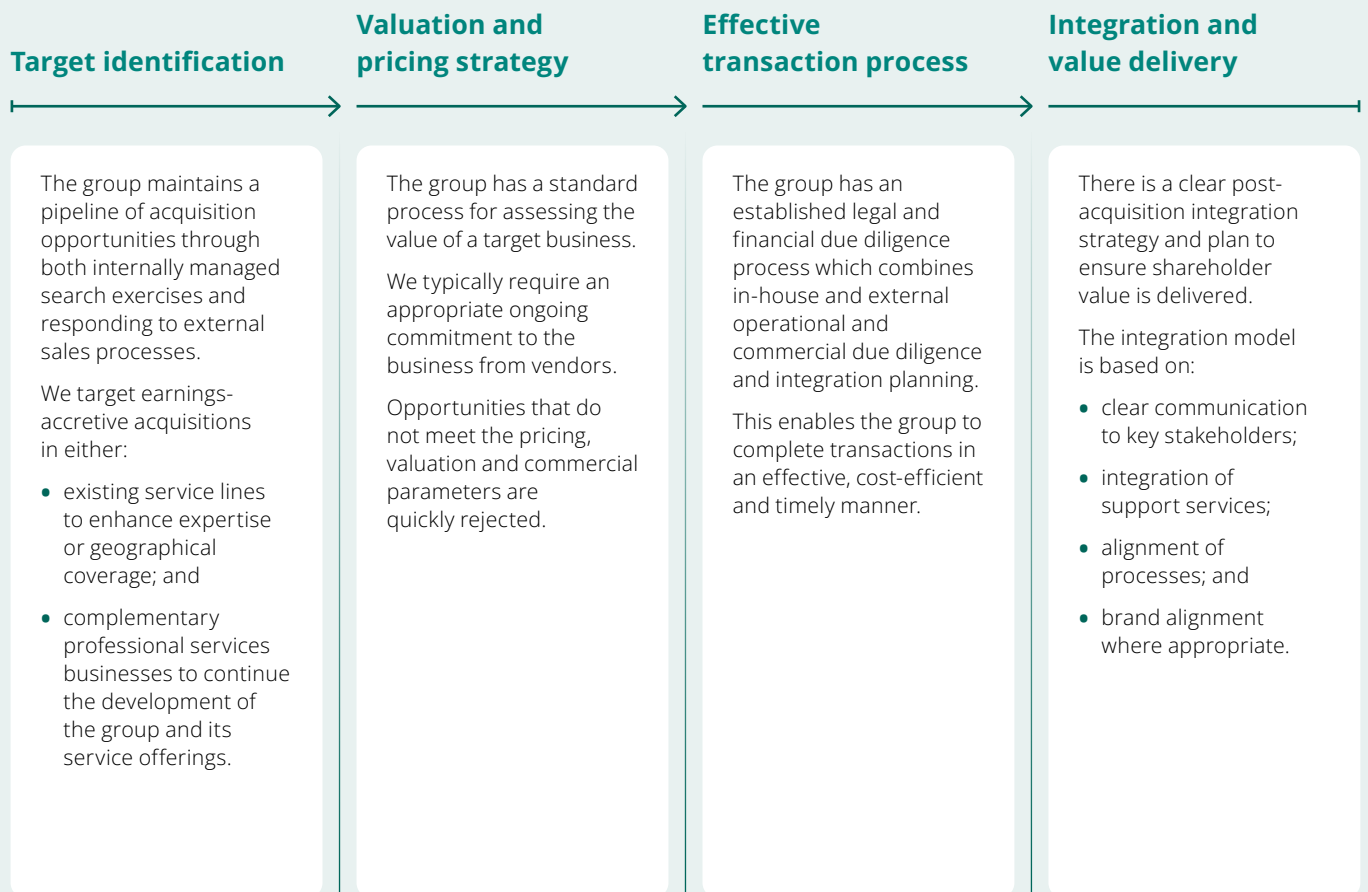 Target identification
The group maintains a
pipeline of acquisition
opportunities through
both internally managed
search exercises and
responding to external
sales processes.
We target earnings-
accretive acquisitions
in either:
• existing service lines
to enhance expertise
or geographical
coverage; and
• complementary
professional services
businesses to continue
the development of
the group and its
service offerings.
Valuation and
pricing strategy
The group has a standard
process for assessing the
value of a target business.
We typically require an
appropriate ongoing
commitment to the
business from vendors.
Opportunities that do
not meet the pricing,
valuation and commercial
parameters are
quickly rejected.
Effective
transaction process
The group has an
established legal and
financial due diligence
process which combines
in-house and external
operational and
commercial due diligence
and integration planning.
This enables the group to
complete transactions in
an effective, cost-efficient
and timely manner.
Integration and
value delivery
There is a clear post-
acquisition integration
strategy and plan to
ensure shareholder
value is delivered.
The integration model
is based on:
• clear communication
to key stakeholders;
• integration of
support services;
• alignment of
processes; and
• brand alignment
where appropriate.